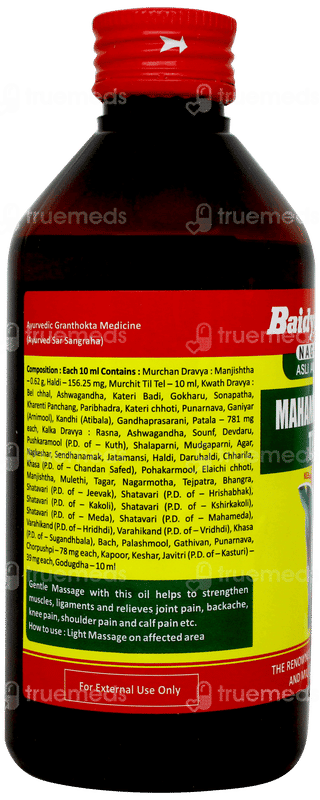 Ayurvedic Granthokta Medicine
(Ayurved Sar Sangraha)
Composition : Each 10 ml Contains : Murchan Dravya : Manjishtha
– 0.62 g, Haldi – 156.25 mg, Murchit Til Tel – 10 ml, Kwath Dravya :
Bel chhal, Ashwagandha, Kateri Badi, Gokharu, Sonapatha,
Kharenti Panchang, Paribhadra, Kateri chhoti, Punarnava, Ganiyar
(Arnimool), Kandhi (Atibala), Gandhaprasarani, Patala – 781 mg
each, Kalka Dravya : Rasna, Ashwagandha, Sounf, Devdaru,
Pushkaramool (P.D. of – Kuth), Shalaparni, Mudgaparni, Agar,
Nagkeshar, Sendhanamak, Jatamansi, Haldi, Daruhaldi, Chharila,
Khasa (P.D. of – Chandan Safed), Pohakarmool, Elaichi chhoti,
Manjishtha, Mulethi, Tagar, Nagarmotha, Tejpatra, Bhangra,
Shatavari (P.D. of – Jeevak), Shatavari (P.D. of – Hrishabhak),
Shatavari (P.D. of – Kakoli), Shatavari (P.D. of – Kshirkakoli),
Shatavari (P.D. of – Meda), Shatavari (P.D. of – Mahameda),
Varahikand (P.D. of – Hridhdi), Varahikand (P.D. of – Vridhdi), Khasa
(P.D. of – Sugandhbala), Bach, Palashmool, Gathivan, Punarnava,
Chorpushpi – 78 mg each, Kapoor, Keshar, Javitri (P.D. of – Kasturi) –
39 mg each, Godugdha – 10 ml
Gentle Massage with this oil helps to strengthen
muscles, ligaments and relieves joint pain, backache,
knee pain, shoulder pain and calf pain etc.
How to use : Light Massage on affected area
For External Use Only
Baidy
NAG
ASLI
MAHA
THE RENOWN
AND M
truemeds